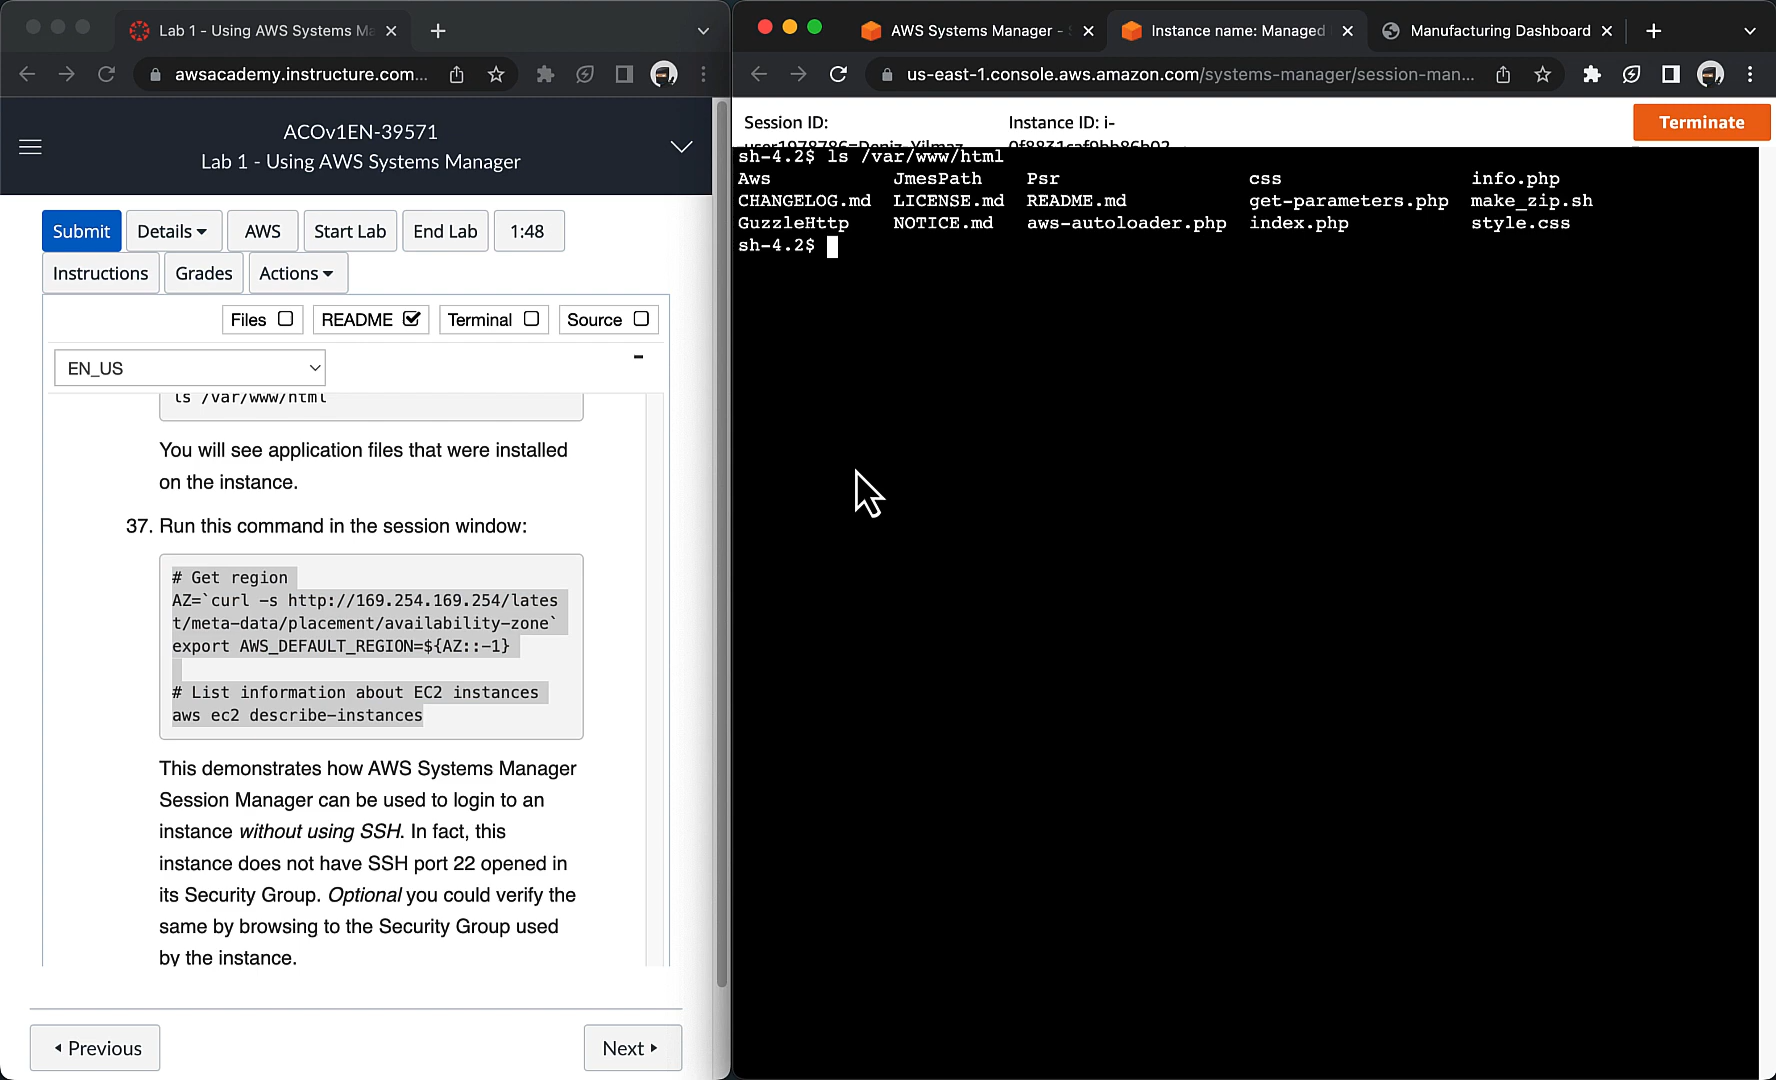 Lab 1 - Using AWS Systems Ma
awsacademy.instructure.com...
ACOv1EN-39571
Lab 1 - Using AWS Systems Manager
Submit
Details
AWS
Start Lab
End Lab
1:48
Instructions
Grades
Actions
Files
README
Terminal
Source
EN_US
ls /var/www/html
You will see application files that were installed
on the instance.
37. Run this command in the session window:
# Get region
AZ=`curl -s http://169.254.169.254/lates
t/meta-data/placement/availability-zone`
export AWS_DEFAULT_REGION=${AZ::-1}
# List information about EC2 instances
aws ec2 describe-instances
This demonstrates how AWS Systems Manager
Session Manager can be used to login to an
instance without using SSH. In fact, this
instance does not have SSH port 22 opened in
its Security Group. Optional you could verify the
same by browsing to the Security Group used
by the instance.
Previous
Next
AWS Systems Manager - S
Instance name: Managed
Manufacturing Dashboard
us-east-1.console.aws.amazon.com/systems-manager/session-man...
Session ID:
Instance ID: i-
Terminate
user1978786=Deniz_Yilmaz
0f8831caf9bb86b02
sh-4.2$ ls /var/www/html
Aws JmesPath Psr css info.php
CHANGELOG.md LICENSE.md README.md get-parameters.php make_zip.sh
GuzzleHttp NOTICE.md aws-autoloader.php index.php style.css
sh-4.2$